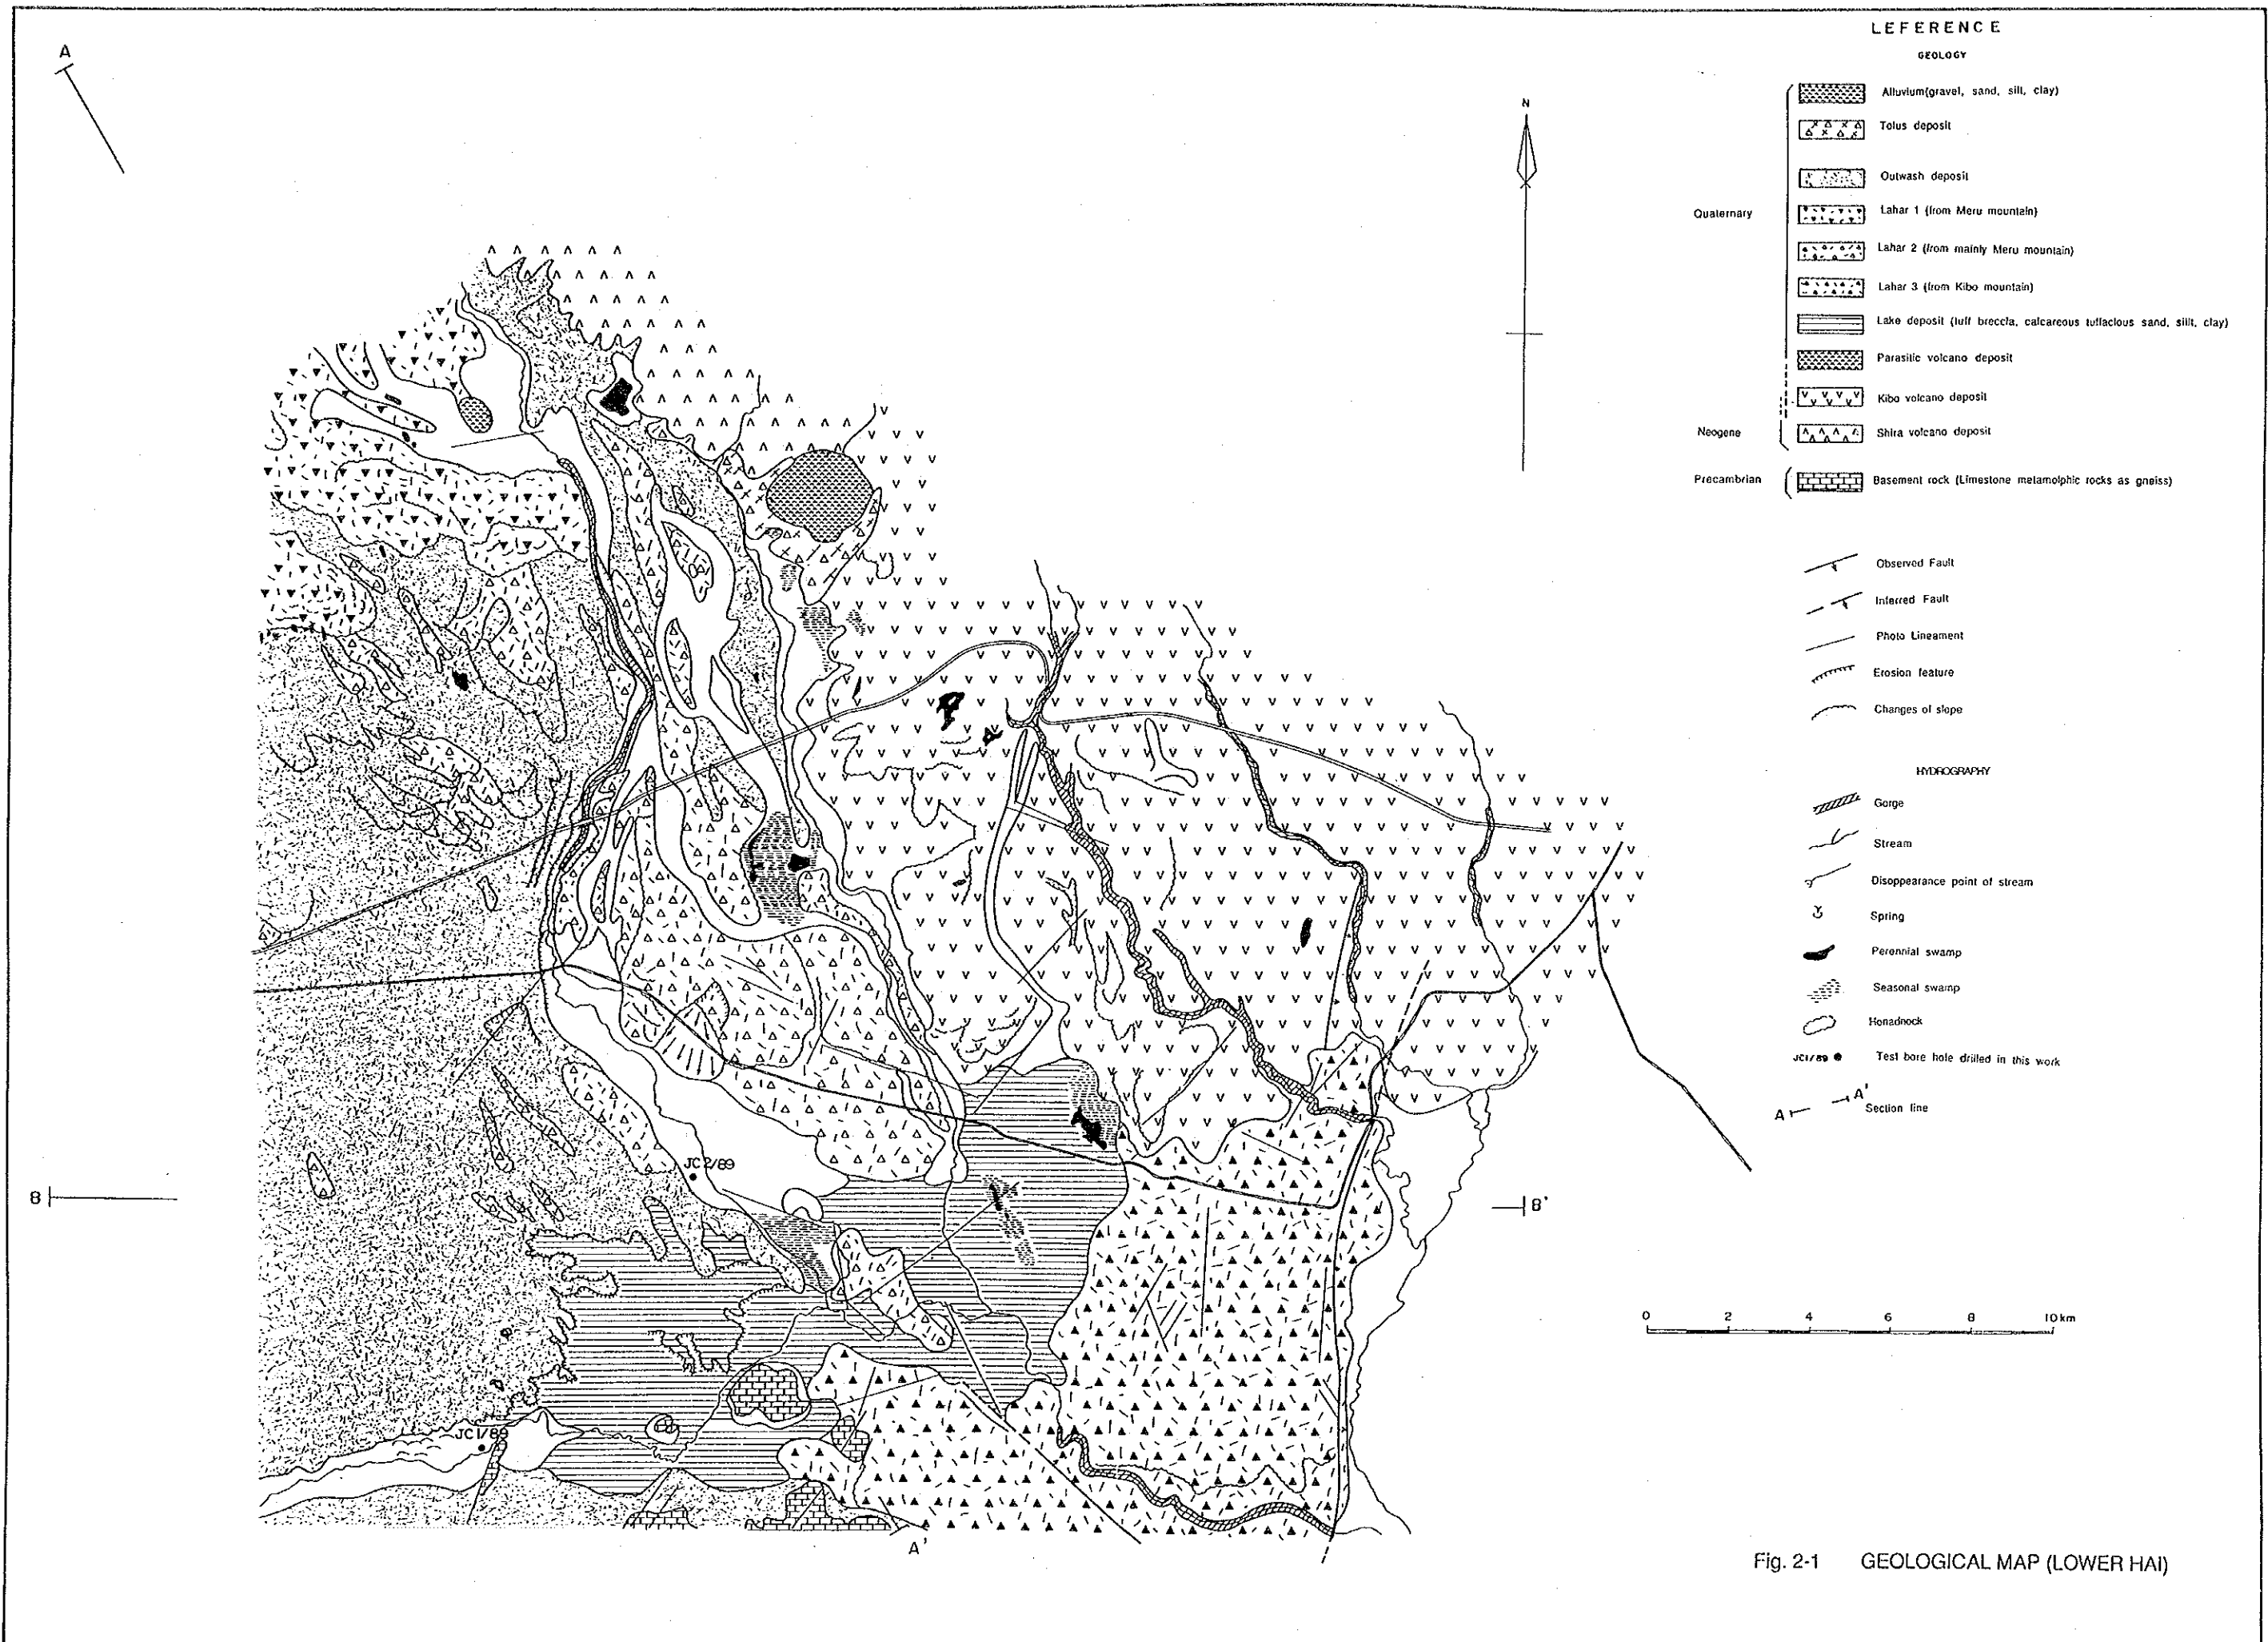 LEFERENCE
GEOLOGY
Alluvium(gravel, sand, silt, clay)
Tolus deposit
Outwash deposit
Quaternary
Lahar 1 (from Meru mountain)
Lahar 2 (from mainly Meru mountain)
Lahar 3 (from Kibo mountain)
Lake deposit (tuff breccia, calcareous tuffacious sand, sillt, clay)
Parasitic volcano deposit
Kibo volcano deposit
Neogene
Shira volcano deposit
Precambrian
Basement rock (Limestone metamolphic rocks as gneiss)
Observed Fault
Inferred Fault
Photo Lineament
Erosion feature
Changes of slope
HYDROGRAPHY
Gorge
Stream
Disoppearance point of stream
Spring
Perennial swamp
Seasonal swamp
Honadnock
JC1/89
Test bore hole drilled in this work
A
A'
Section line
A
N
JC2/89
B
B'
0 2 4 6 8 10km
JC1/89
A'
Fig. 2-1 GEOLOGICAL MAP (LOWER HAI)